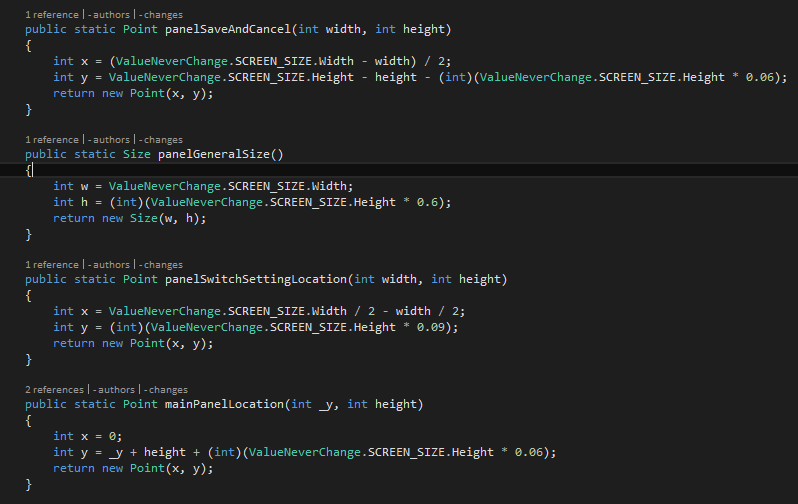 1 reference | - authors | - changes
public static Point panelSaveAndCancel(int width, int height)
{
    int x = (ValueNeverChange.SCREEN_SIZE.Width - width) / 2;
    int y = ValueNeverChange.SCREEN_SIZE.Height - height - (int)(ValueNeverChange.SCREEN_SIZE.Height * 0.06);
    return new Point(x, y);
}
1 reference | - authors | - changes
public static Size panelGeneralSize()
{
    int w = ValueNeverChange.SCREEN_SIZE.Width;
    int h = (int)(ValueNeverChange.SCREEN_SIZE.Height * 0.6);
    return new Size(w, h);
}
1 reference | - authors | - changes
public static Point panelSwitchSettingLocation(int width, int height)
{
    int x = ValueNeverChange.SCREEN_SIZE.Width / 2 - width / 2;
    int y = (int)(ValueNeverChange.SCREEN_SIZE.Height * 0.09);
    return new Point(x, y);
}
2 references | - authors | - changes
public static Point mainPanelLocation(int _y, int height)
{
    int x = 0;
    int y = _y + height + (int)(ValueNeverChange.SCREEN_SIZE.Height * 0.06);
    return new Point(x, y);
}